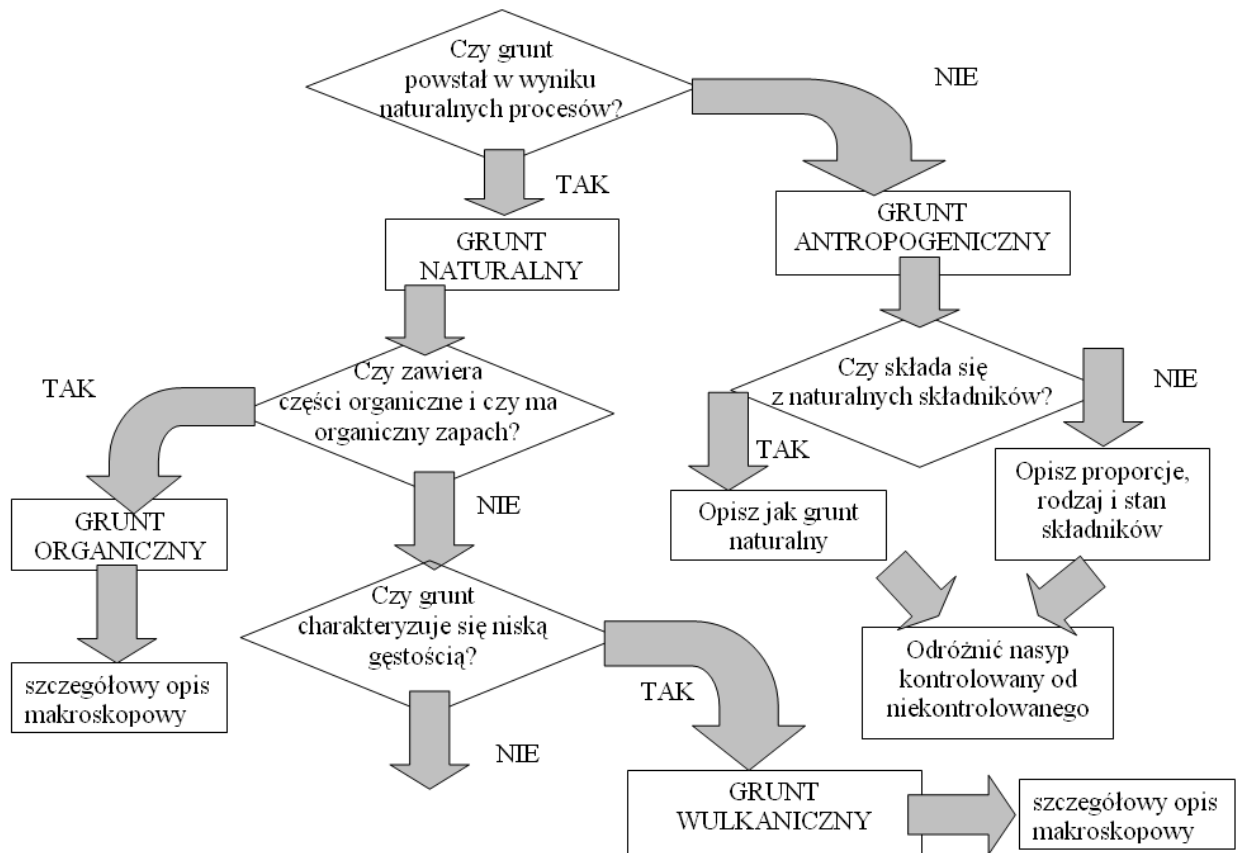 Czy grunt
powstał w wyniku
naturalnych procesów?
NIE
TAK
GRUNT
NATURALNY
GRUNT
ANTROPOGENICZNY
Czy zawiera
części organiczne i czy ma
organiczny zapach?
TAK
Czy składa się
z naturalnych składników?
NIE
TAK
GRUNT
ORGANICZNY
NIE
Opisz jak grunt
naturalny
Opisz proporcje,
rodzaj i stan
składników
Czy grunt
charakteryzuje się niską
gęstością?
Odróżnić nasyp
kontrolowany od
niekontrolowanego
szczegółowy opis
makroskopowy
TAK
NIE
GRUNT
WULKANICZNY
szczegółowy opis
makroskopowy